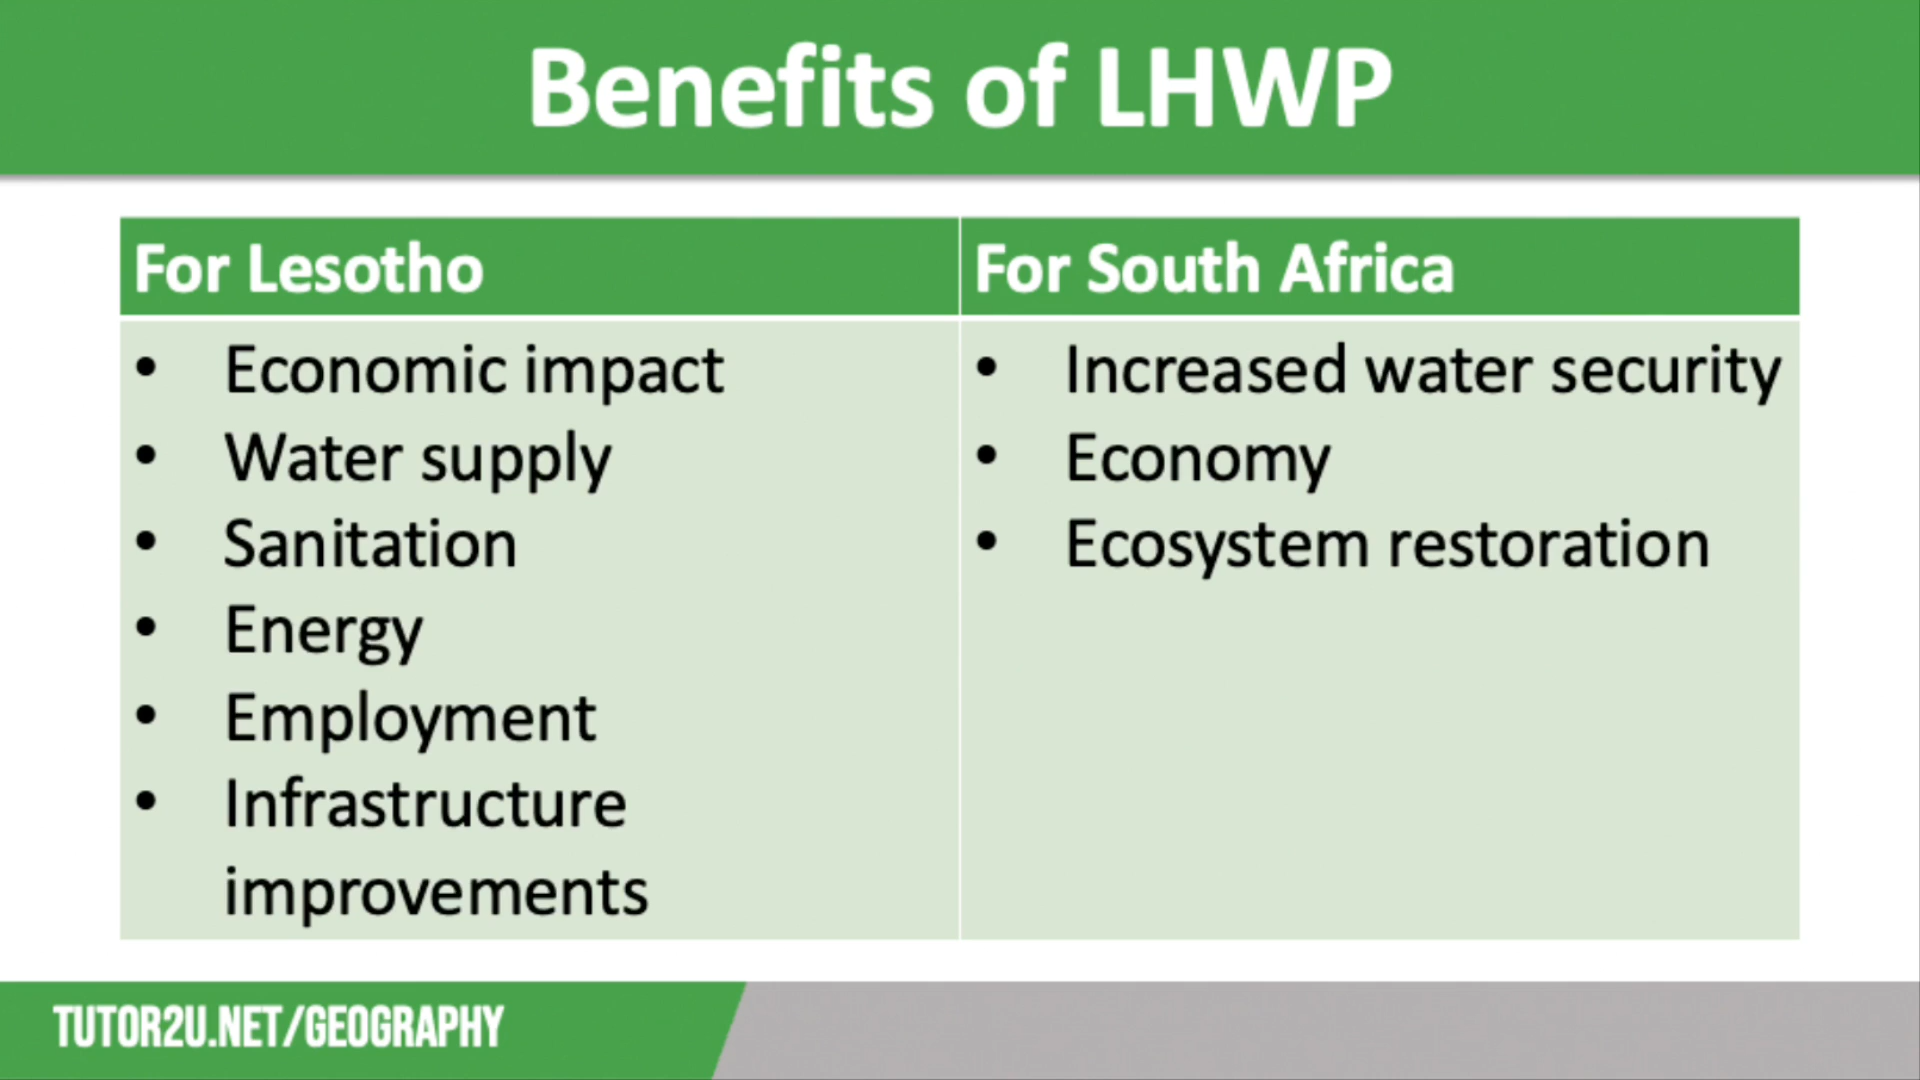 Benefits of LHWP
For Lesotho
• Economic impact
• Water supply
• Sanitation
• Energy
• Employment
• Infrastructure
improvements
For South Africa
• Increased water security
• Economy
• Ecosystem restoration
TUTOR2U.NET/GEOGRAPHY